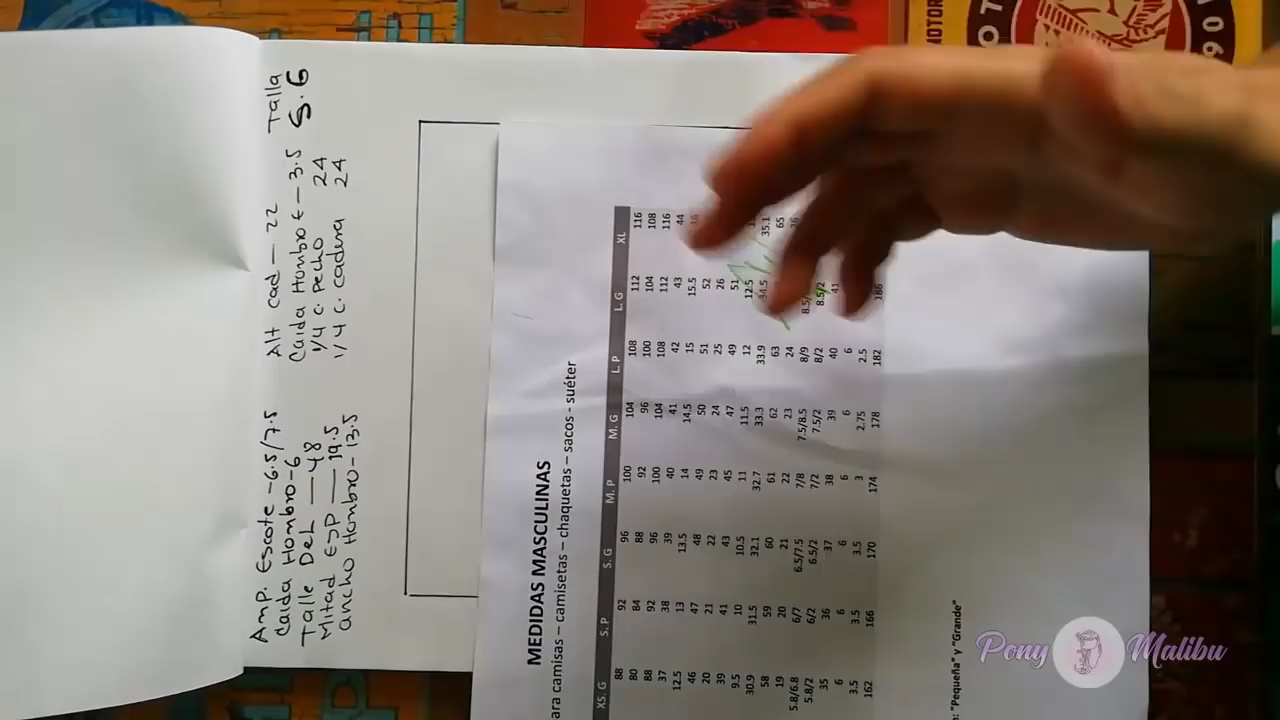 Amp. Escote - 6.5/7.5 Alt cad — 22 Talla
Caida Hombro - 6 Caida Hombro E — 3.5 S.G
Talle Del — 48 1/4 c. Pecho 24
Mitad Esp — 19.5 1/4 c. cadera 24
ancho Hombro - 13.5
MEDIDAS MASCULINAS
ara camisas – camisetas – chaquetas – sacos - suéter
XS. G S. P S. G M. P M. G L. P L. G XL
88 92 96 100 104 108 112 116
80 84 88 92 96 100 104 108
88 92 96 100 104 108 112 116
37 38 39 40 41 42 43 44
12.5 13 13.5 14 14.5 15 15.5
46 47 48 49 50 51 52
20 21 22 23 24 25 26
39 41 43 45 47 49 51
9.5 10 10.5 11 11.5 12 12.5
30.9 31.5 32.1 32.7 33.3 33.9 34.5 35.1
58 59 60 61 62 63 65
19 20 21 22 23 24
5.8/6.8 6/7 6.5/7.5 7/8 7.5/8.5 8/9
5.8/2 6/2 6.5/2 7/2 7.5/2 8/2 8.5/2
35 36 37 38 39 40 41
6 6 6 6 6 6
3.5 3.5 3.5 3 2.75 2.5
162 166 170 174 178 182 186
: "Pequeña" y "Grande"
MOTOR
Pony Malibu